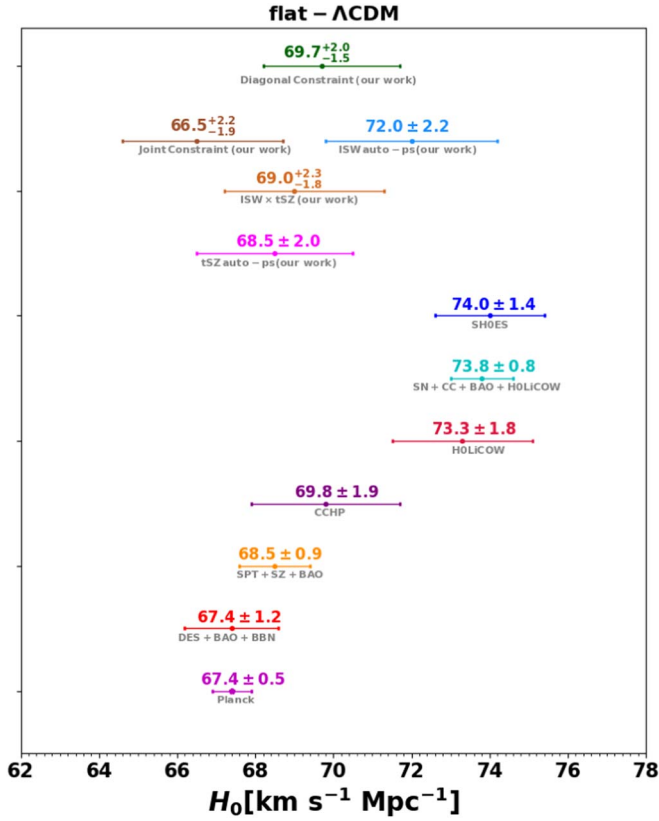 flat − ΛCDM
69.7^{+2.0}_{−1.5}
Diagonal Constraint (our work)
66.5^{+2.2}_{−1.9}
Joint Constraint (our work)
72.0 ± 2.2
ISW auto − ps(our work)
69.0^{+2.3}_{−1.8}
ISW × tSZ (our work)
68.5 ± 2.0
tSZ auto − ps(our work)
74.0 ± 1.4
SH0ES
73.8 ± 0.8
SN + CC + BAO + H0LiCOW
73.3 ± 1.8
H0LiCOW
69.8 ± 1.9
CCHP
68.5 ± 0.9
SPT + SZ + BAO
67.4 ± 1.2
DES + BAO + BBN
67.4 ± 0.5
Planck
62 64 66 68 70 72 74 76 78
H₀[km s⁻¹ Mpc⁻¹]